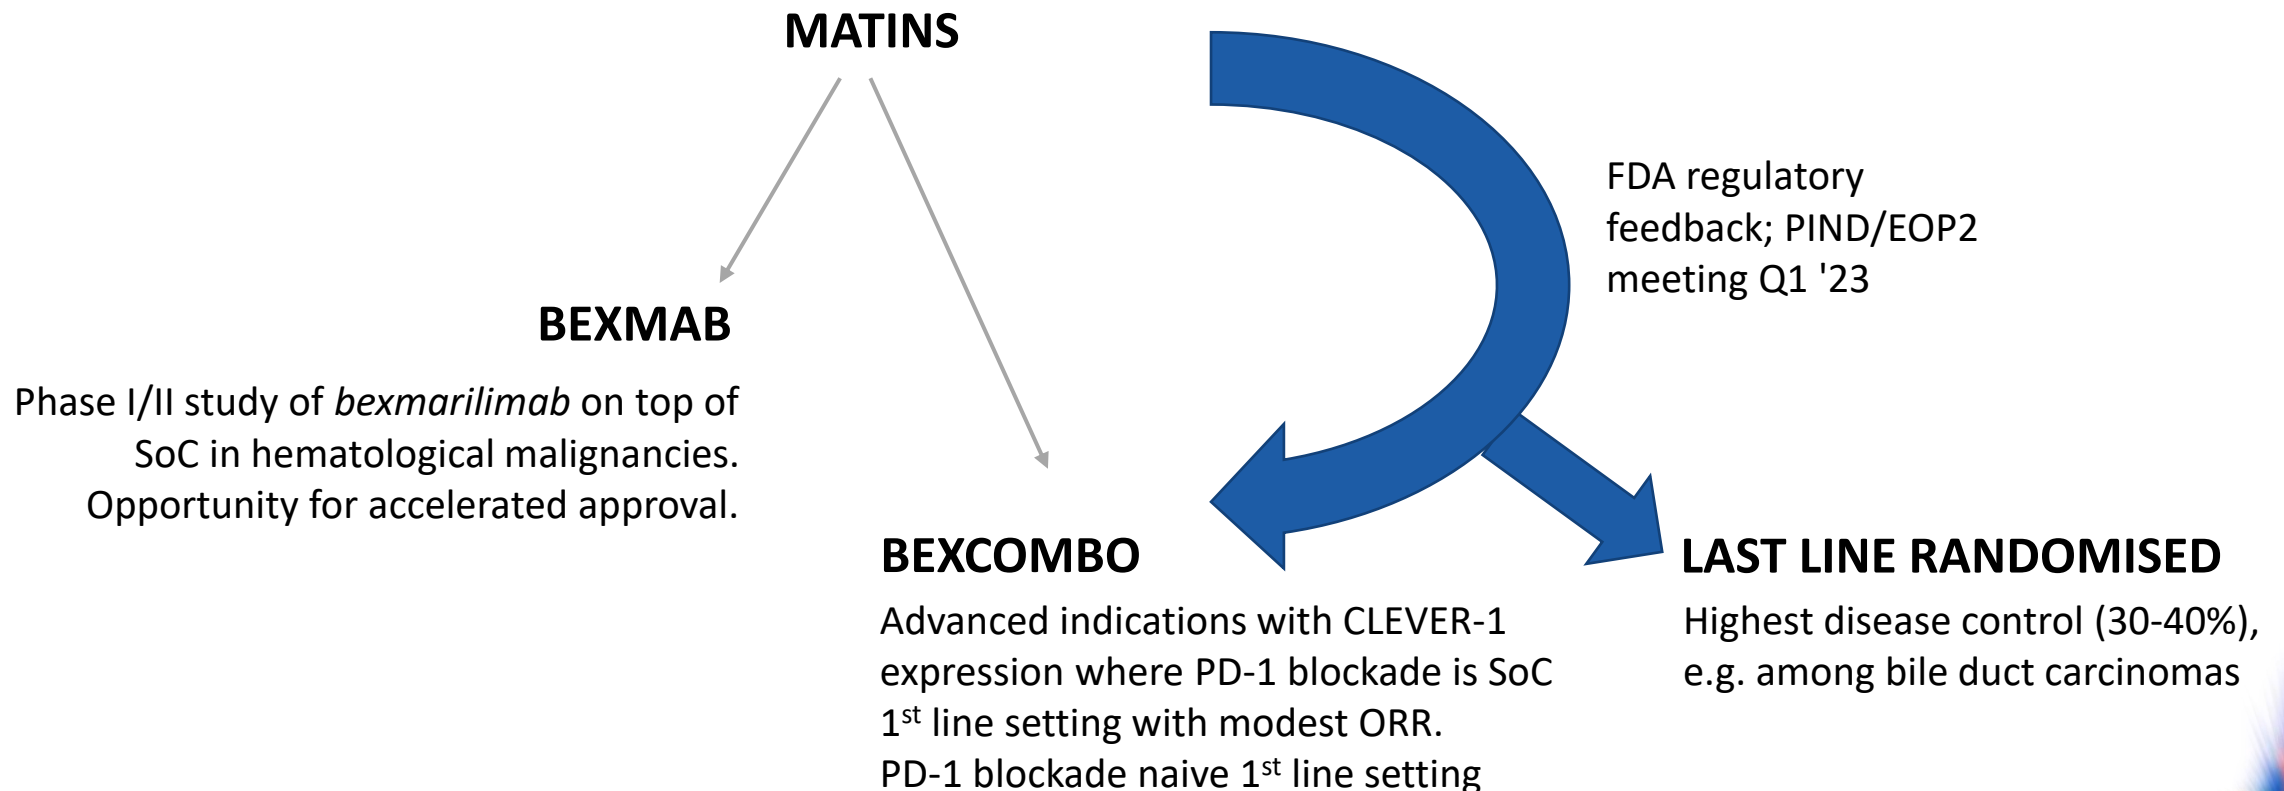 MATINS
FDA regulatory
feedback; PIND/EOP2
meeting Q1 '23
BEXMAB
Phase I/II study of bexmarilimab on top of
SoC in hematological malignancies.
Opportunity for accelerated approval.
BEXCOMBO
Advanced indications with CLEVER-1
expression where PD-1 blockade is SoC
1st line setting with modest ORR.
PD-1 blockade naive 1st line setting
LAST LINE RANDOMISED
Highest disease control (30-40%),
e.g. among bile duct carcinomas